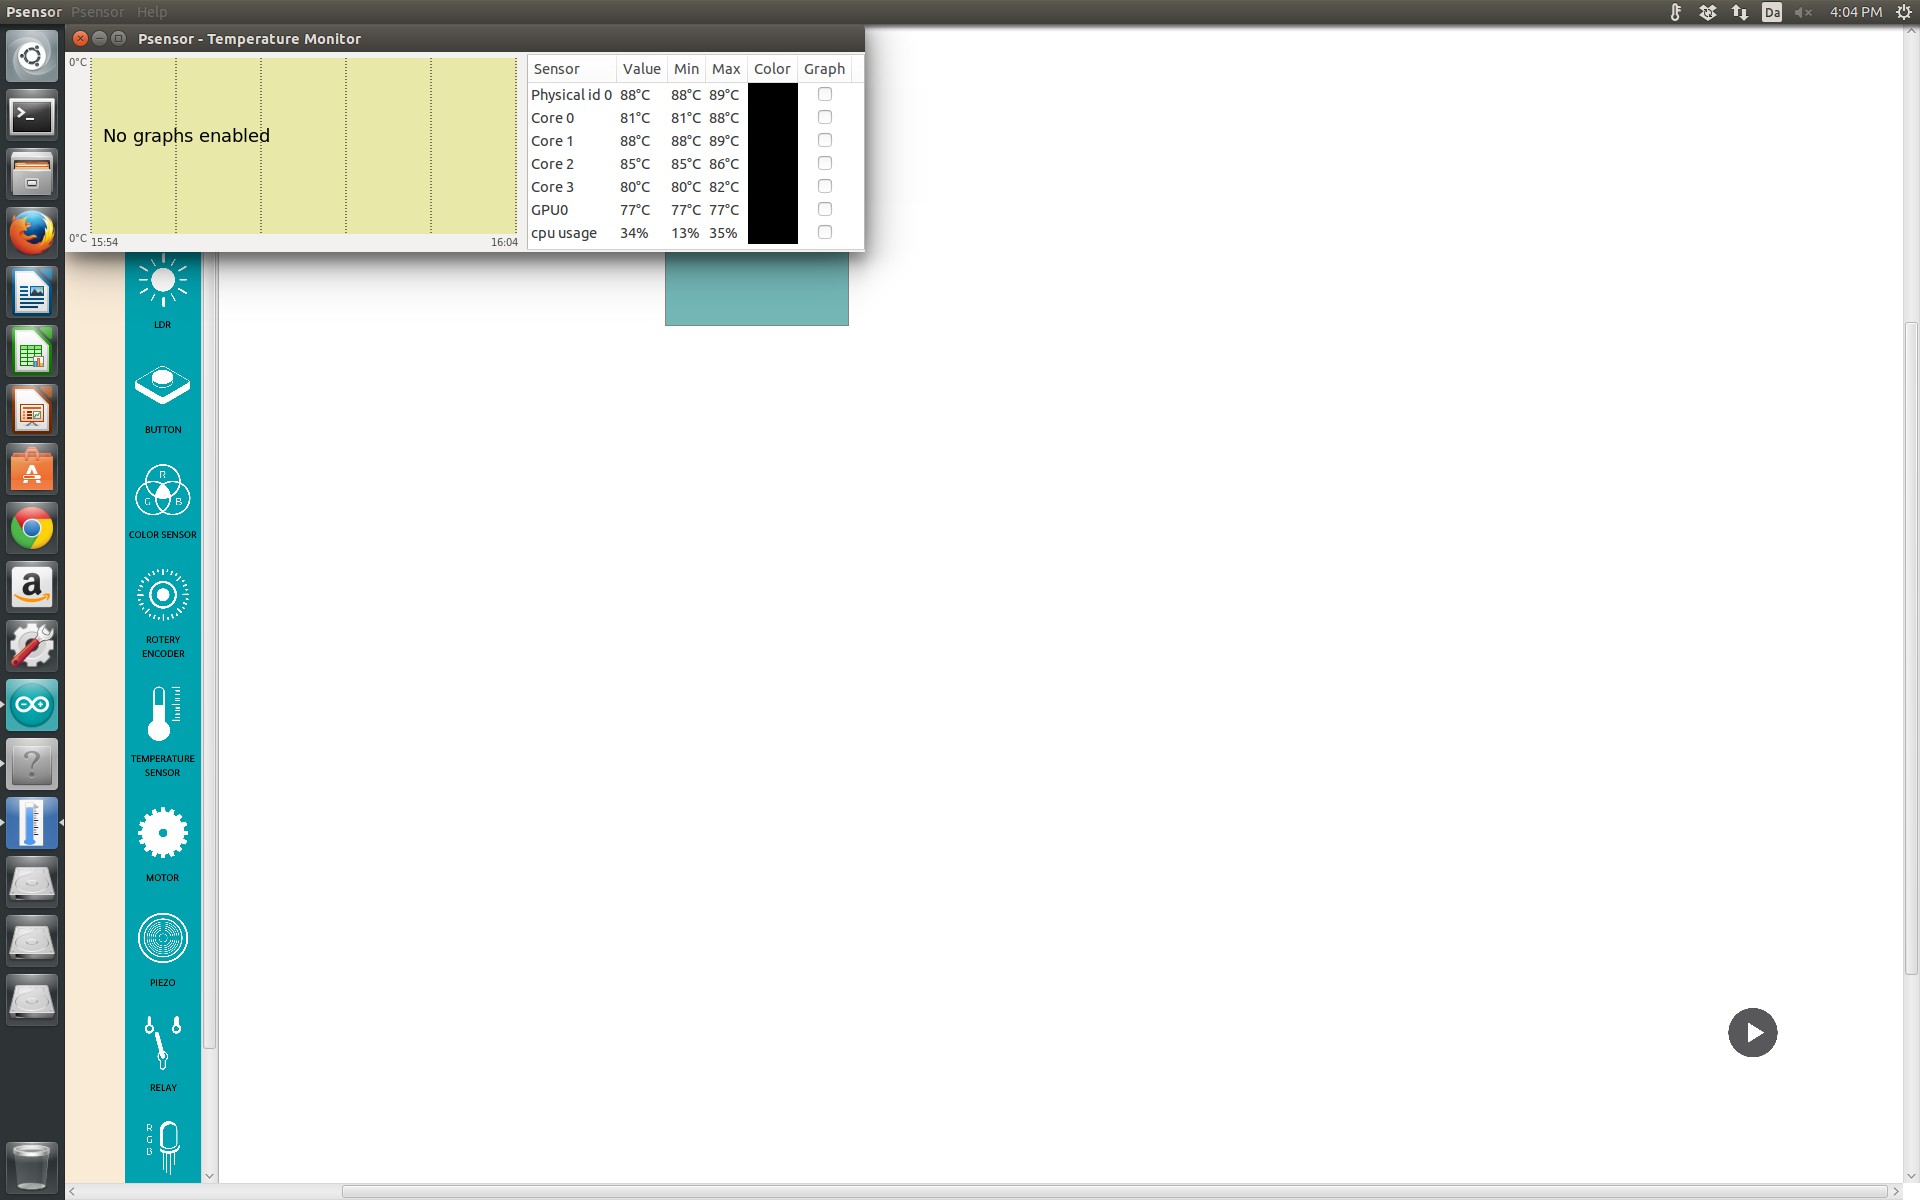 Psensor Psensor Help
Da 4:04 PM
Psensor - Temperature Monitor
0°C
No graphs enabled
0°C
15:54 16:04
Sensor Value Min Max Color Graph
Physical id 0 88°C 88°C 89°C
Core 0 81°C 81°C 88°C
Core 1 88°C 88°C 89°C
Core 2 85°C 85°C 86°C
Core 3 80°C 80°C 82°C
GPU0 77°C 77°C 77°C
cpu usage 34% 13% 35%
LDR
BUTTON
R
G B
COLOR SENSOR
ROTERY
ENCODER
TEMPERATURE
SENSOR
MOTOR
PIEZO
RELAY
R
G
B